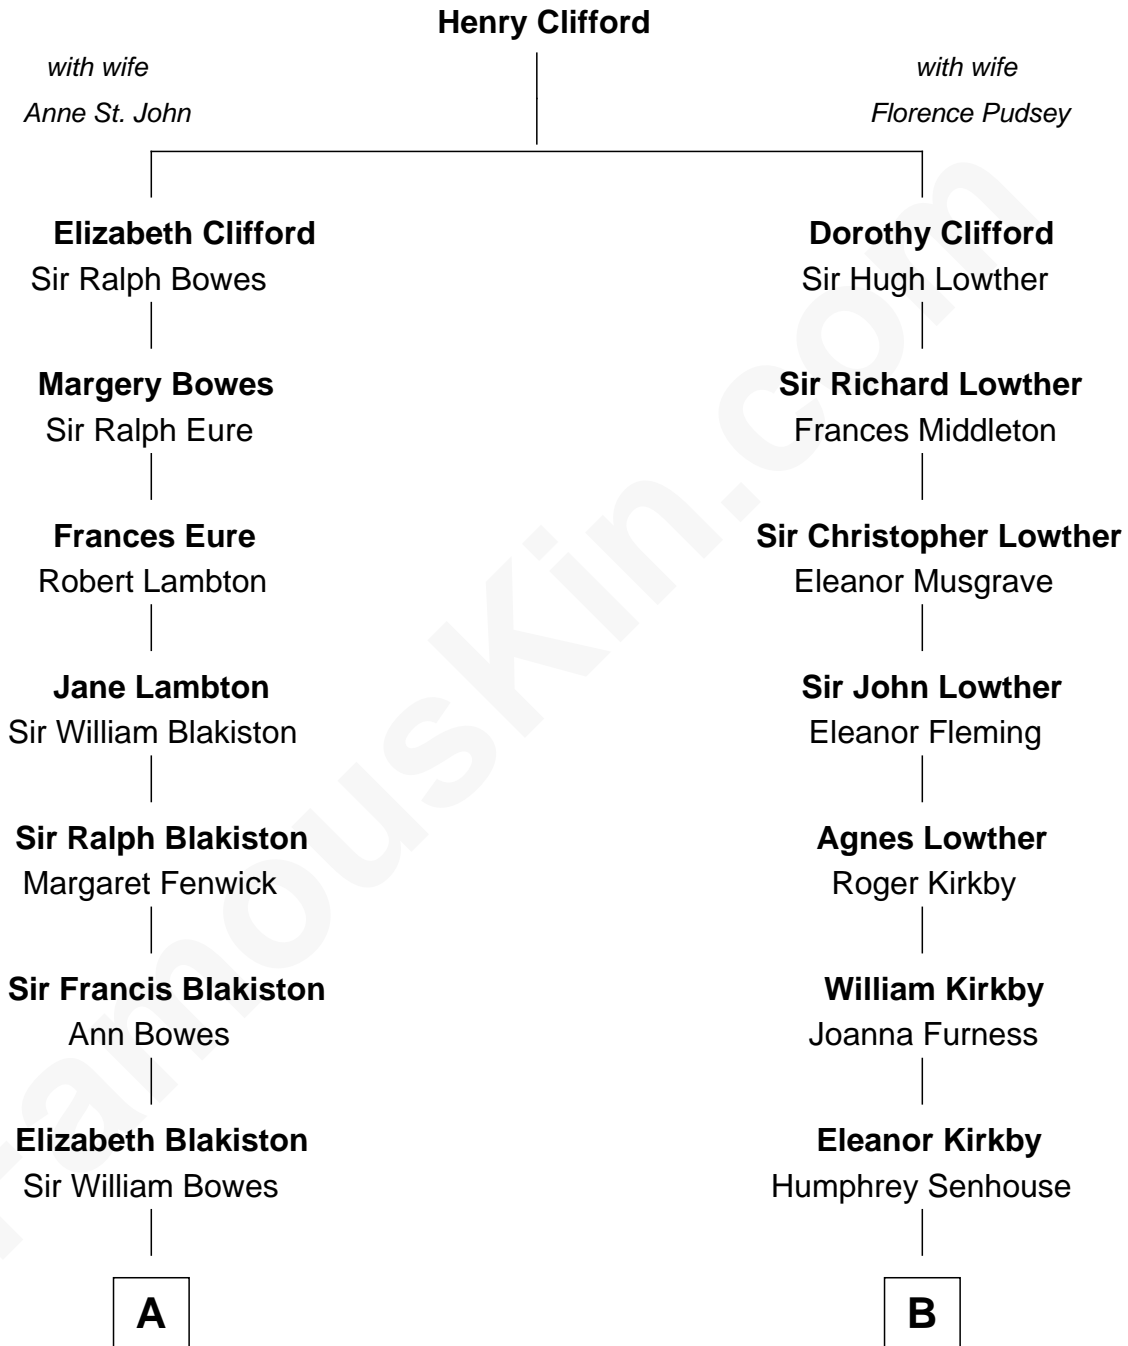 Henry Clifford
with wife
Anne St. John
with wife
Florence Pudsey
Elizabeth Clifford
Sir Ralph Bowes
Dorothy Clifford
Sir Hugh Lowther
Margery Bowes
Sir Ralph Eure
Sir Richard Lowther
Frances Middleton
Frances Eure
Robert Lambton
Sir Christopher Lowther
Eleanor Musgrave
Jane Lambton
Sir William Blakiston
Sir John Lowther
Eleanor Fleming
Sir Ralph Blakiston
Margaret Fenwick
Agnes Lowther
Roger Kirkby
Sir Francis Blakiston
Ann Bowes
William Kirkby
Joanna Furness
Elizabeth Blakiston
Sir William Bowes
Eleanor Kirkby
Humphrey Senhouse
A
B
FamousKin.com